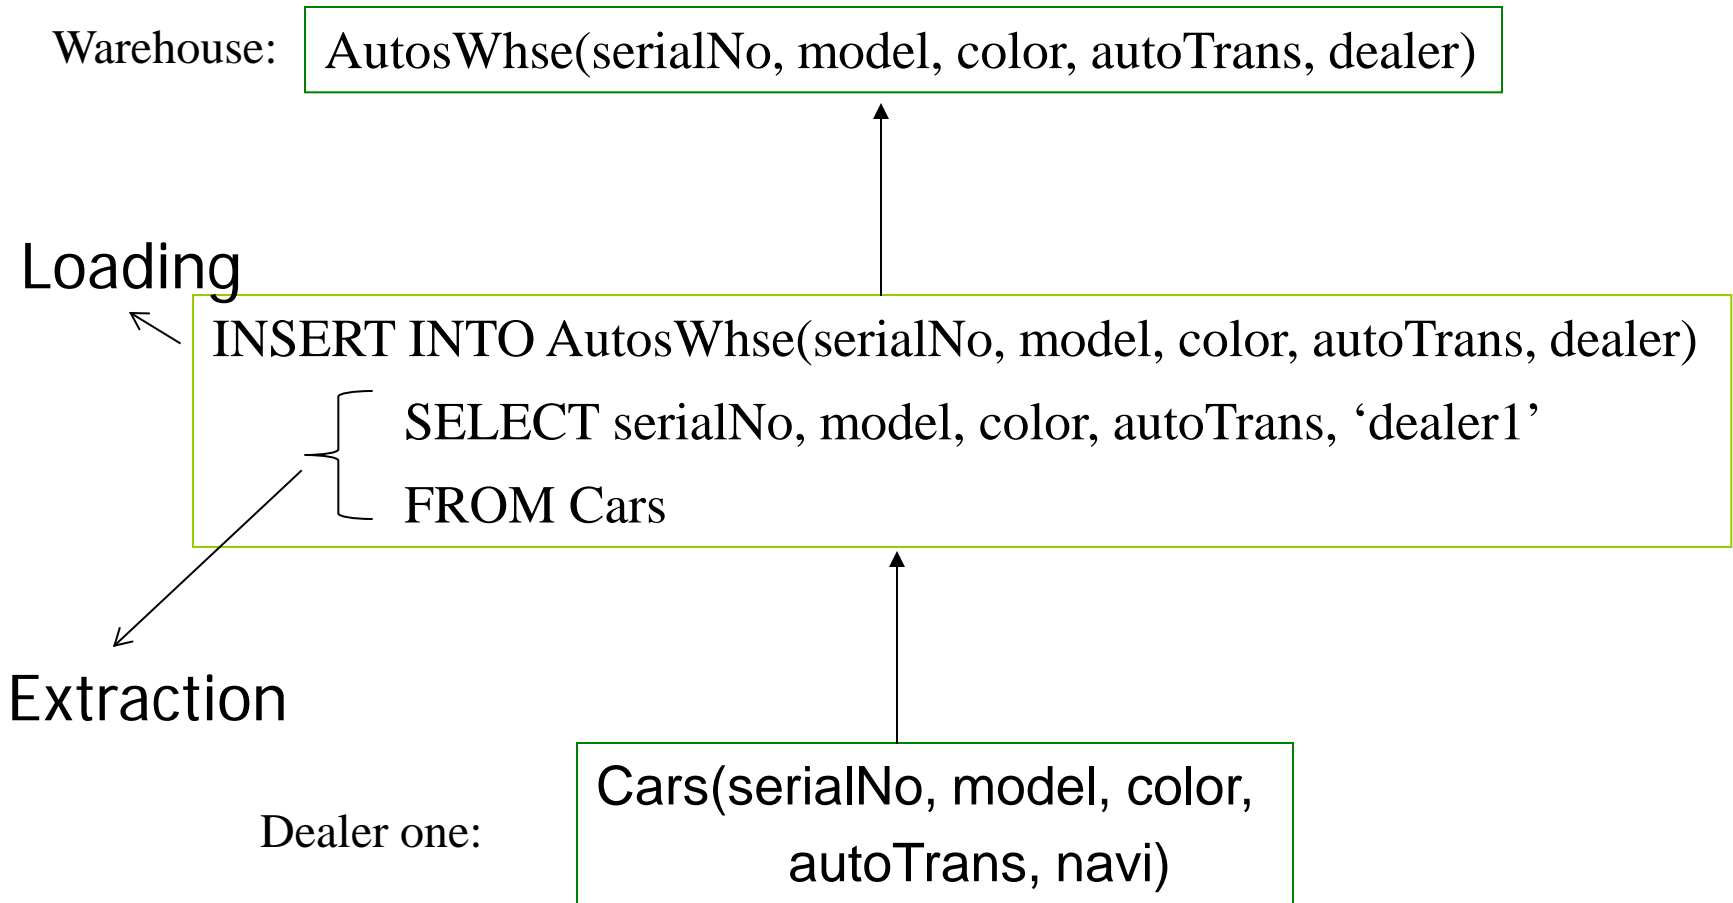 Warehouse: AutosWhse(serialNo, model, color, autoTrans, dealer)
Loading
INSERT INTO AutosWhse(serialNo, model, color, autoTrans, dealer)
SELECT serialNo, model, color, autoTrans, ‘dealer1’
FROM Cars
Extraction
Dealer one:
Cars(serialNo, model, color,
autoTrans, navi)